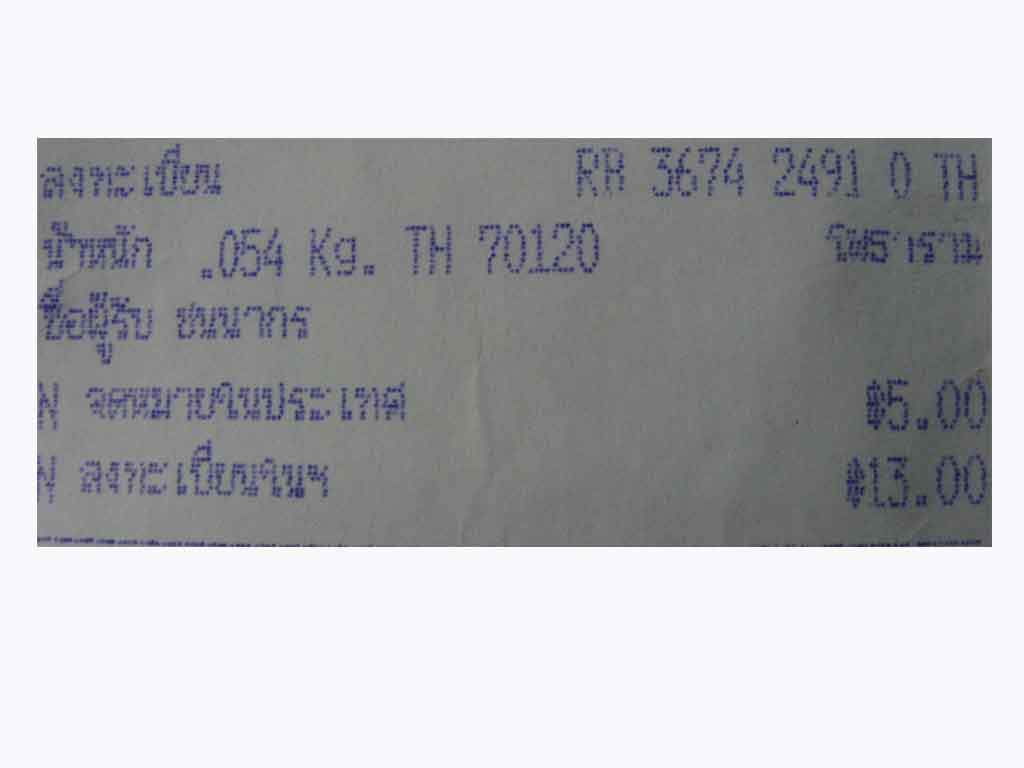 ลงทะเบียน RR 3674 2491 0 TH
น้ำหนัก .054 Kg. TH 70120 โพธาราม
ชื่อผู้รับ ชนนากร
N จดหมายในประเทศ ฿5.00
N ลงทะเบียนในฯ ฿13.00